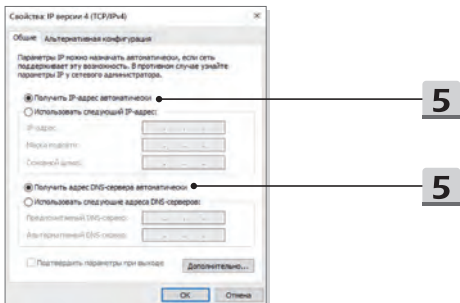 Свойства: IP версии 4 (TCP/IPv4)
Общие Альтернативная конфигурация
Параметры IP можно назначать автоматически, если сеть
поддерживает эту возможность. В противном случае узнайте
параметры IP у сетевого администратора.
Получить IP-адрес автоматически
5
Использовать следующий IP-адрес:
IP-адрес:
Маска подсети:
Основной шлюз:
Получить адрес DNS-сервера автоматически
5
Использовать следующие адреса DNS-серверов:
Предпочитаемый DNS-сервер:
Альтернативный DNS-сервер:
Подтвердить параметры при выходе
Дополнительно...
ОК Отмена